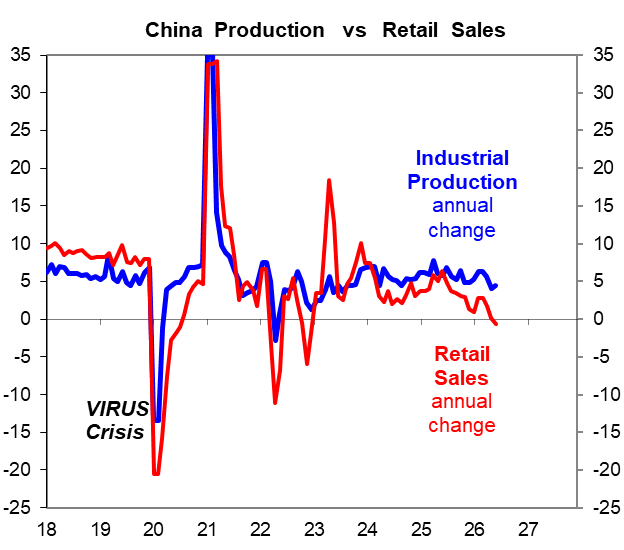 China Production vs Retail Sales
35 35
30 30
25 25
20 20
15 15
10 10
5 5
0 0
-5 -5
-10 -10
-15 -15
-20 -20
-25 -25
Industrial
Production
annual
change
Retail
Sales
annual
change
VIRUS
Crisis
18 19 20 21 22 23 24 25 26 27